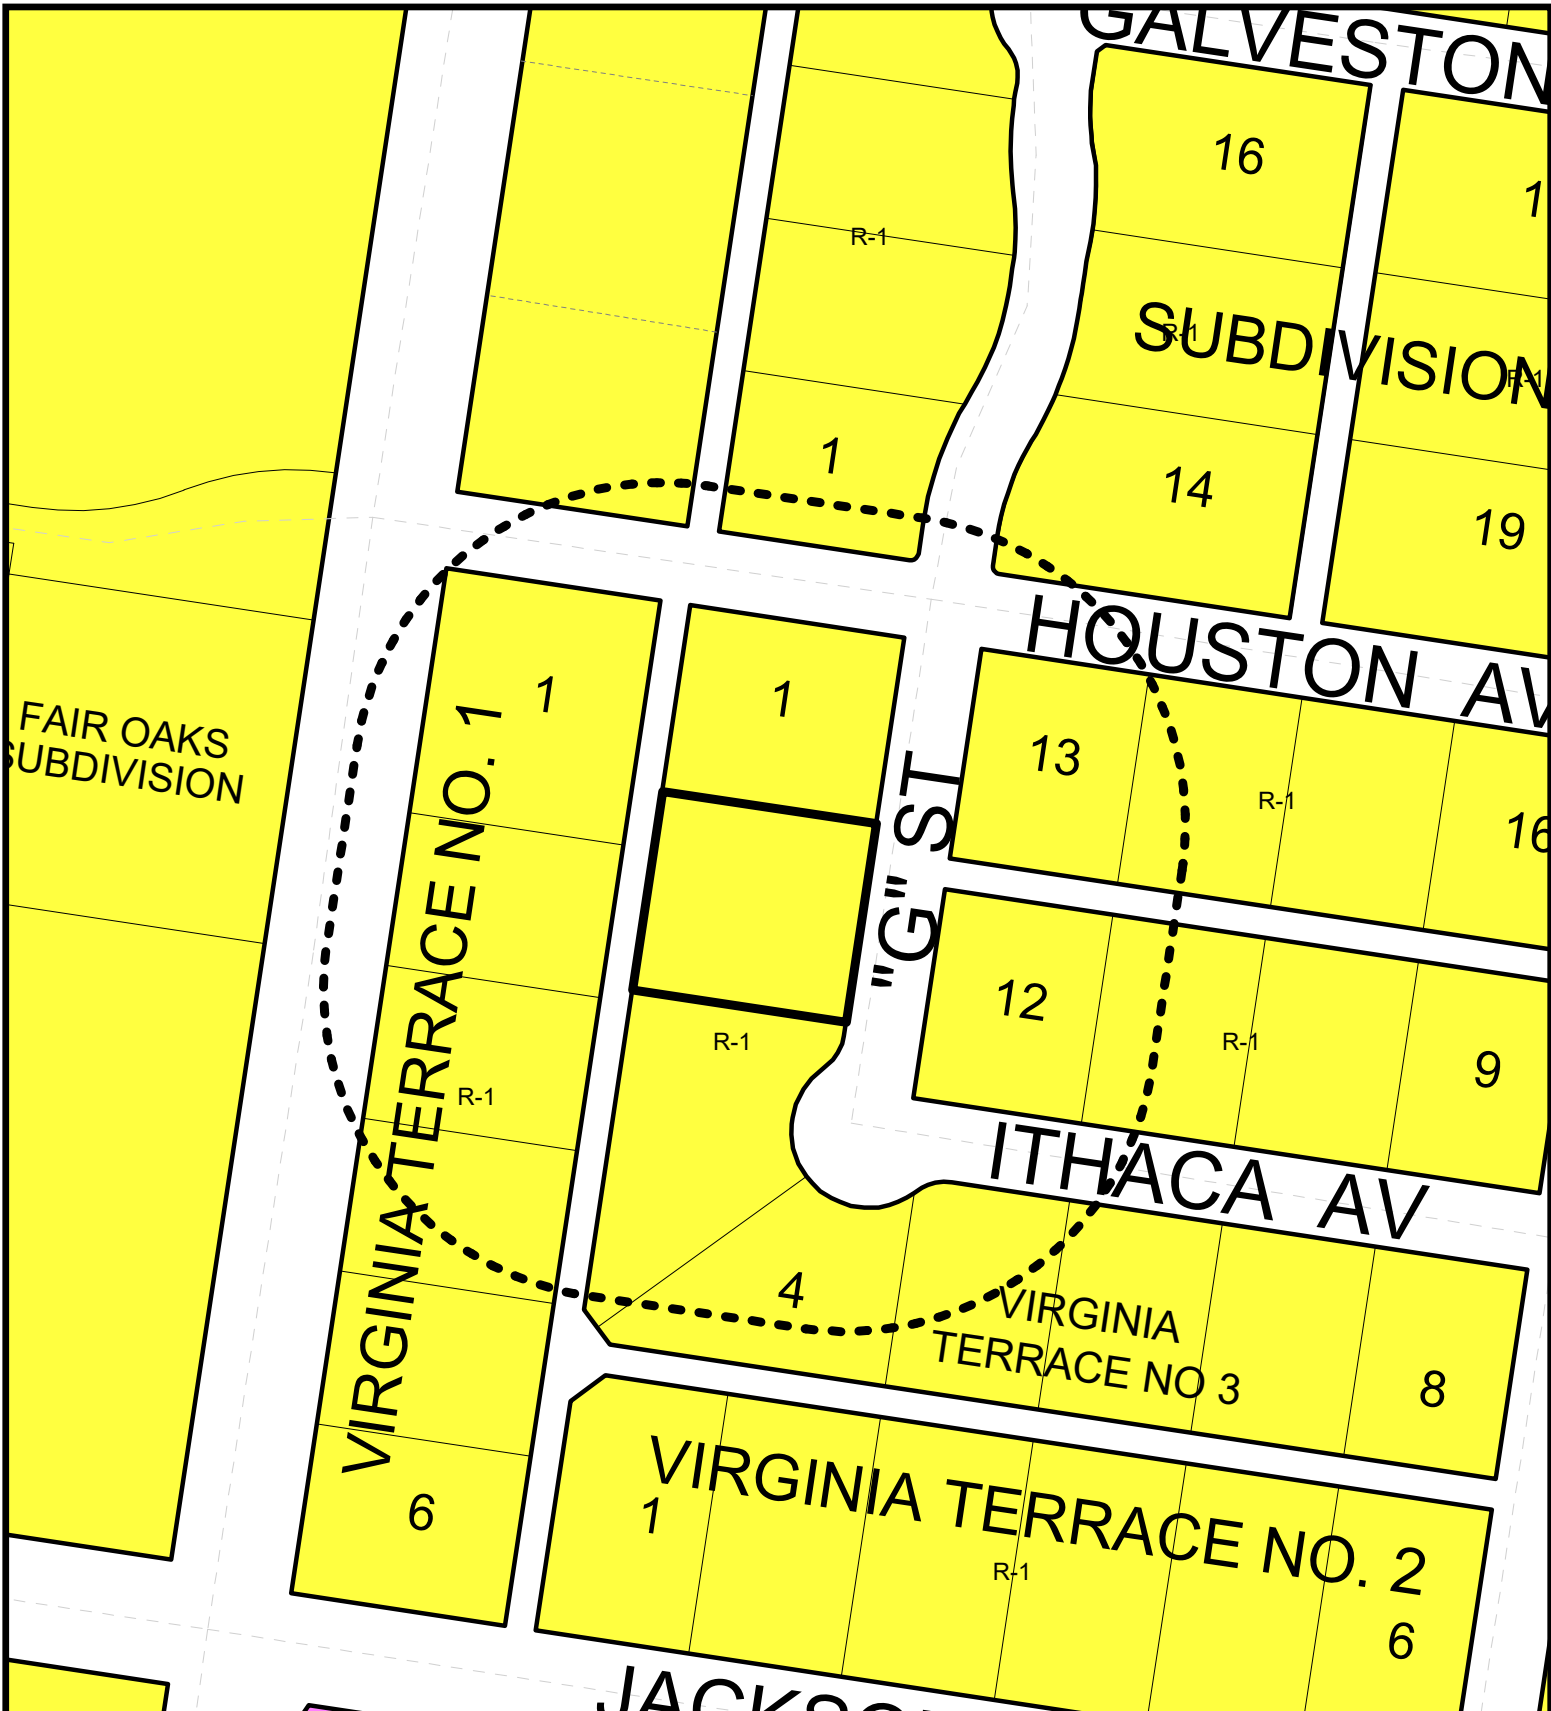 GALVESTON
16
1
R-1
SUBDIVISION
R-1
R-1
1
14
19
HOUSTON AV
FAIR OAKS
SUBDIVISION
1
1
13
R-1
16
VIRGINIA TERRACE NO. 1
"G" ST
12
R-1
R-1
9
R-1
ITHACA AV
4
VIRGINIA
TERRACE NO 3
8
VIRGINIA TERRACE NO. 2
6
1
R-1
6